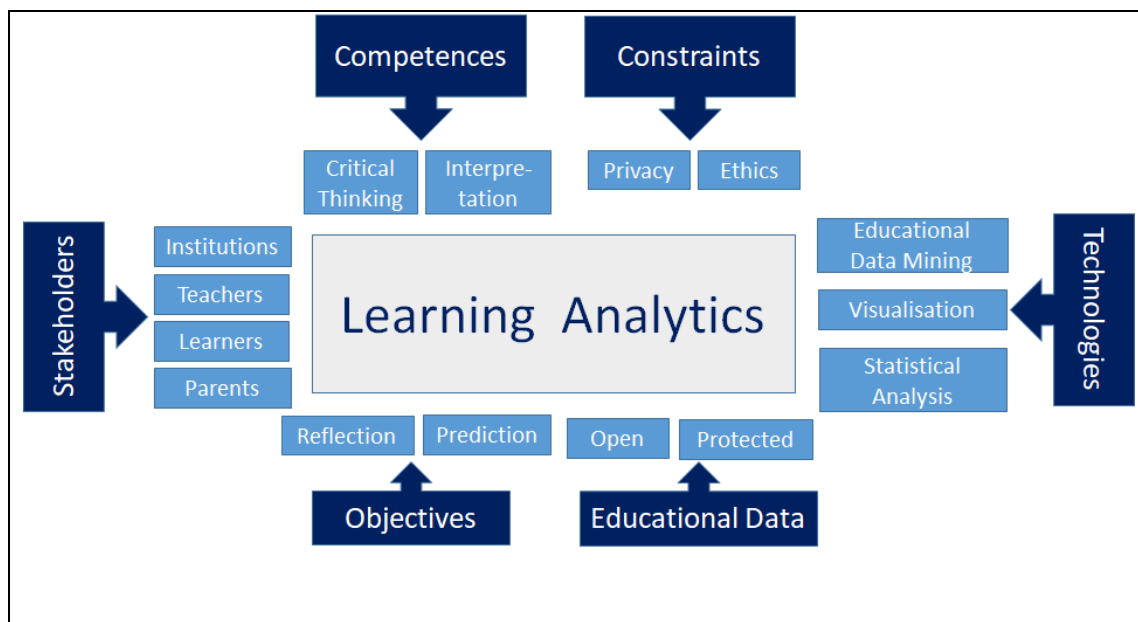 Competences
Constraints
Critical
Thinking
Interpre-
tation
Privacy
Ethics
Stakeholders
Institutions
Teachers
Learners
Parents
Learning Analytics
Educational
Data Mining
Visualisation
Statistical
Analysis
Technologies
Reflection
Prediction
Open
Protected
Objectives
Educational Data